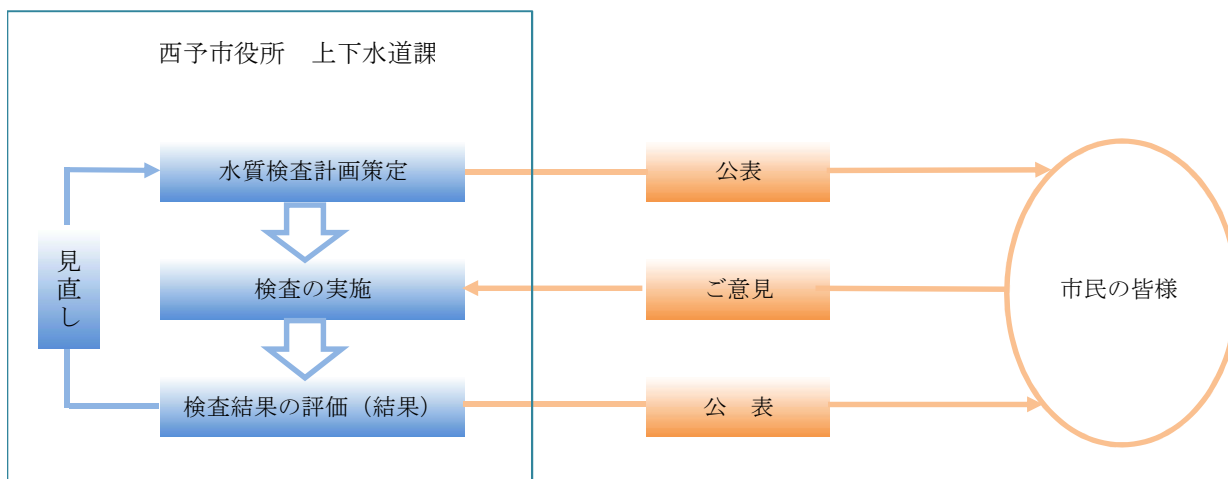 西予市役所　上下水道課
水質検査計画策定
公表
見直し
検査の実施
ご意見
市民の皆様
検査結果の評価（結果）
公　表